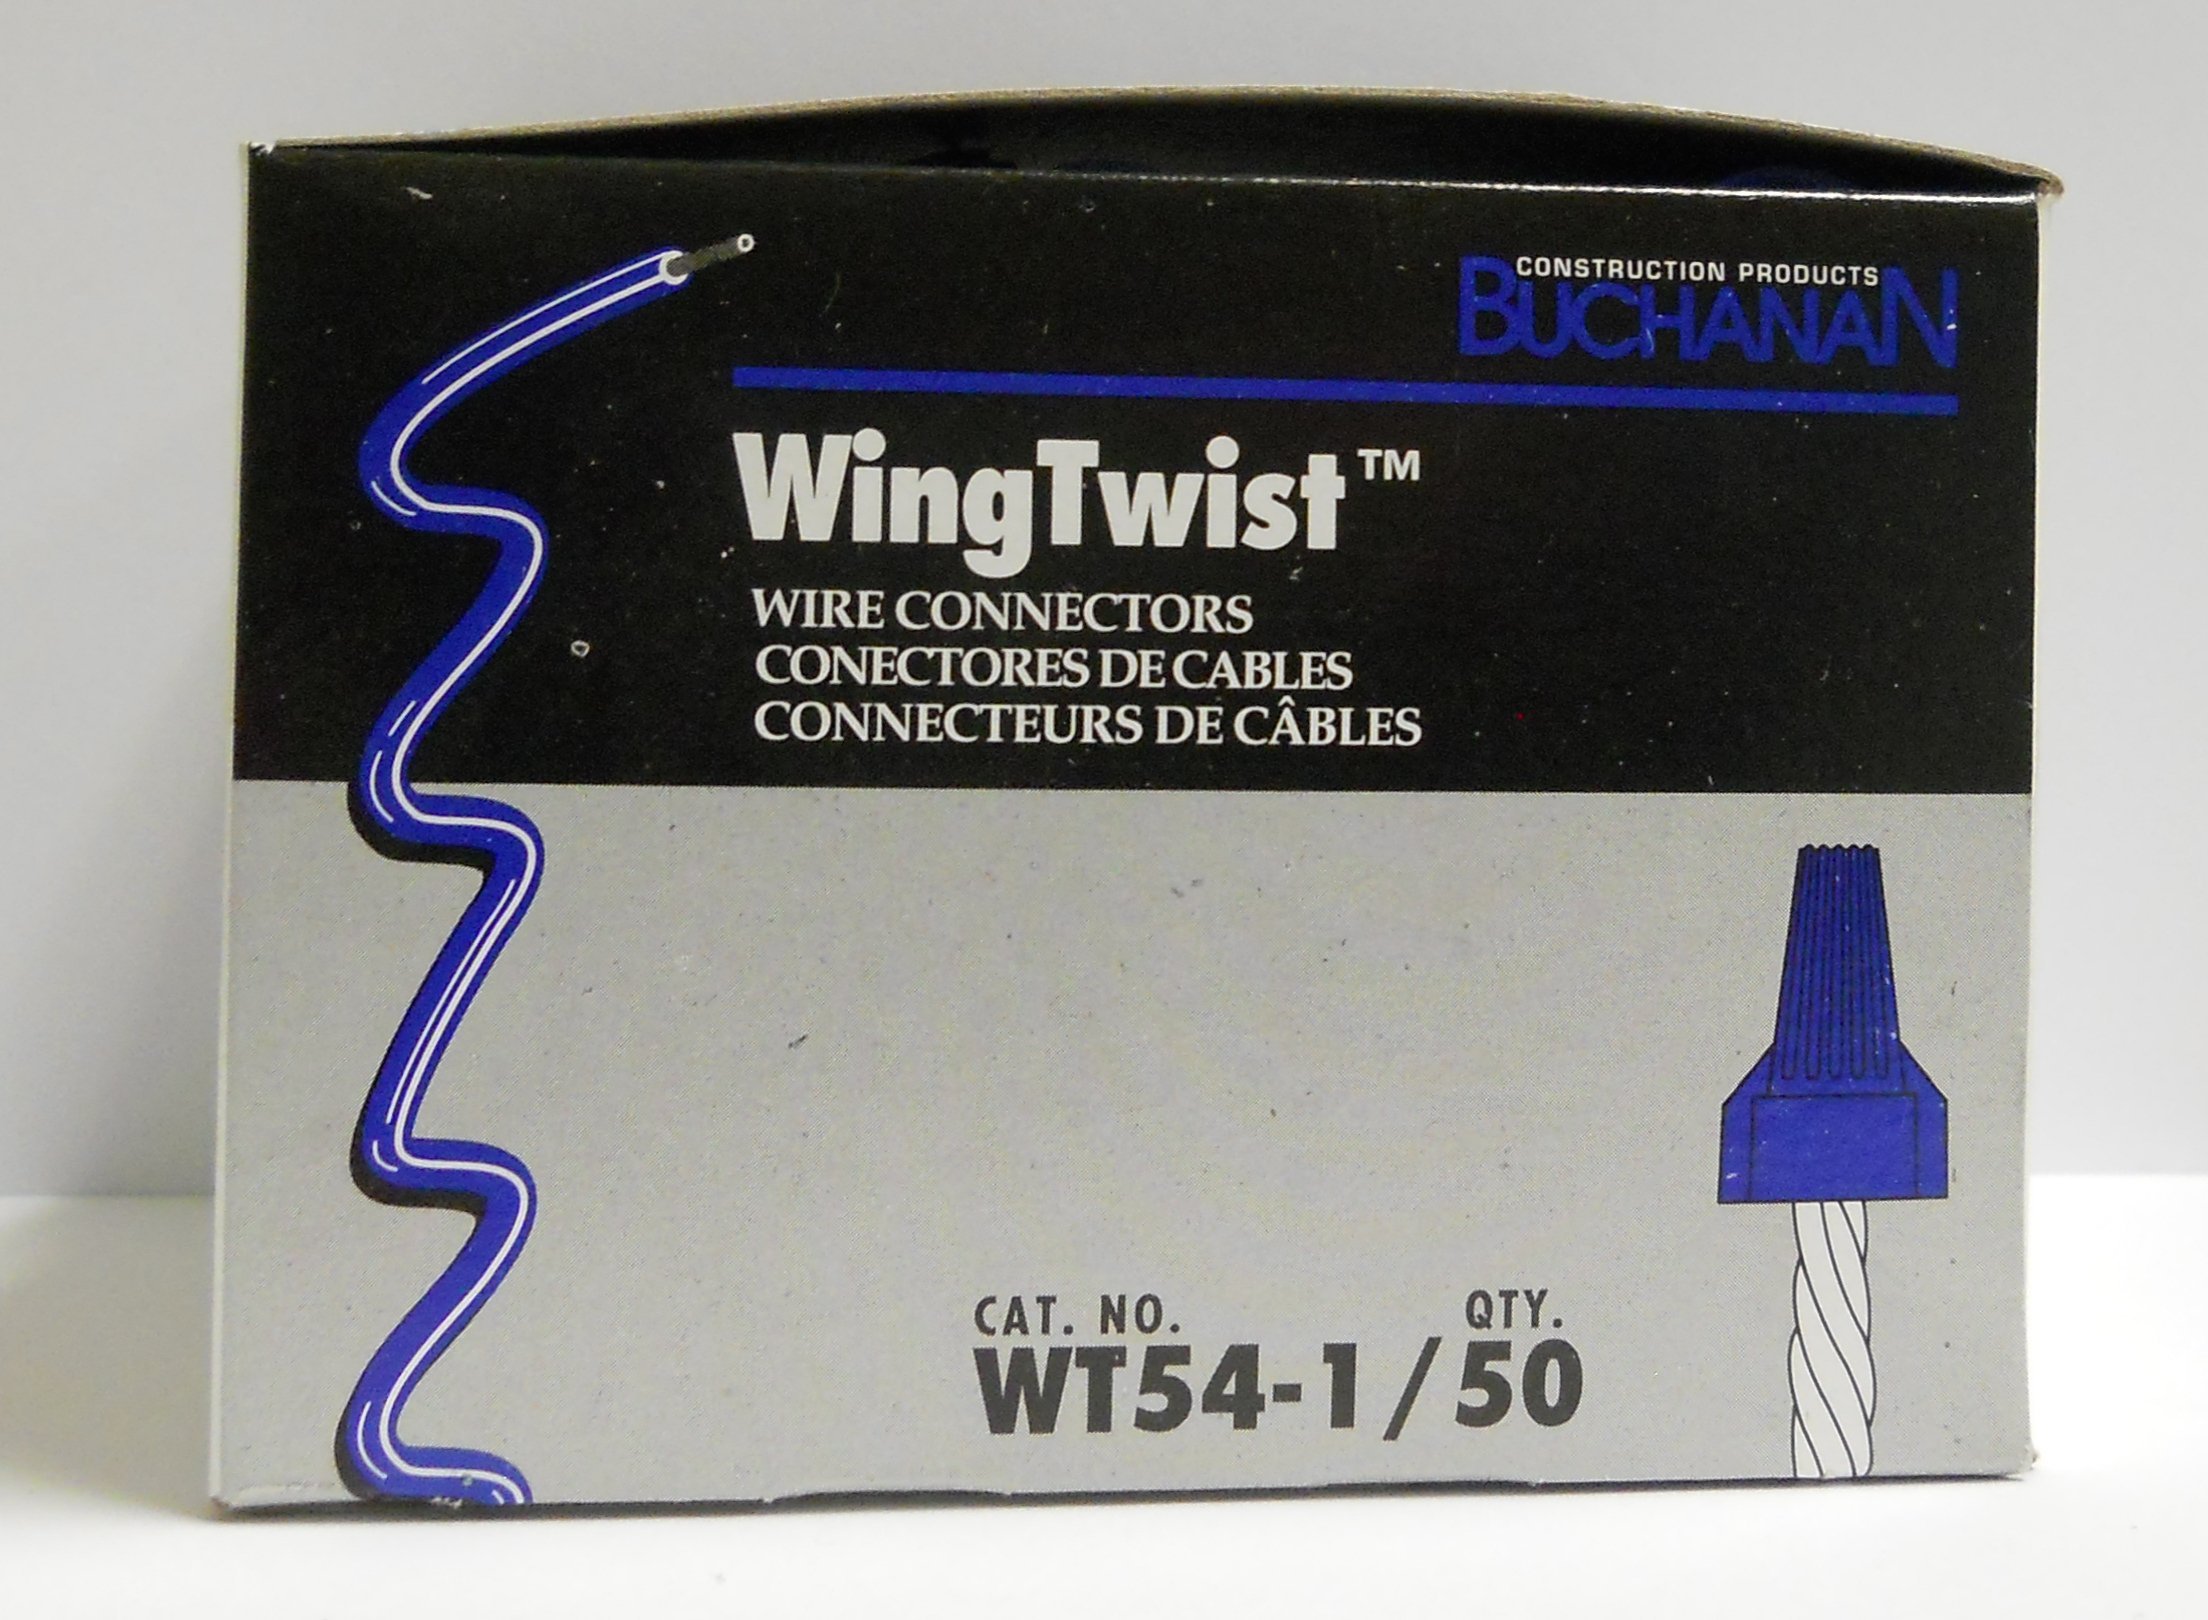 CONSTRUCTION PRODUCTS
BUCHANAN
WingTwist™
WIRE CONNECTORS
CONECTORES DE CABLES
CONNECTEURS DE CÂBLES
CAT. NO. QTY.
WT54-1/50